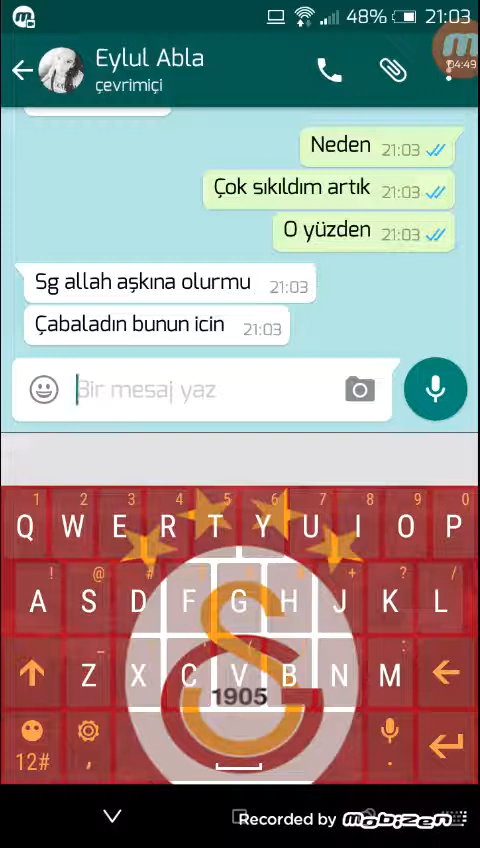 48% 21:03
Eylul Abla
çevrimiçi
04:49
Neden 21:03
Çok sıkıldım artık 21:03
O yüzden 21:03
Sg allah aşkına olurmu 21:03
Çabaladın bunun icin 21:03
Bir mesaj yaz
1 2 3 4 5 6 7 8 9 0
Q W E R T Y U I O P
! @ # + ? /
A S D F G H J K L
Z X C V B N M
1905
12# , .
Recorded by mobizen